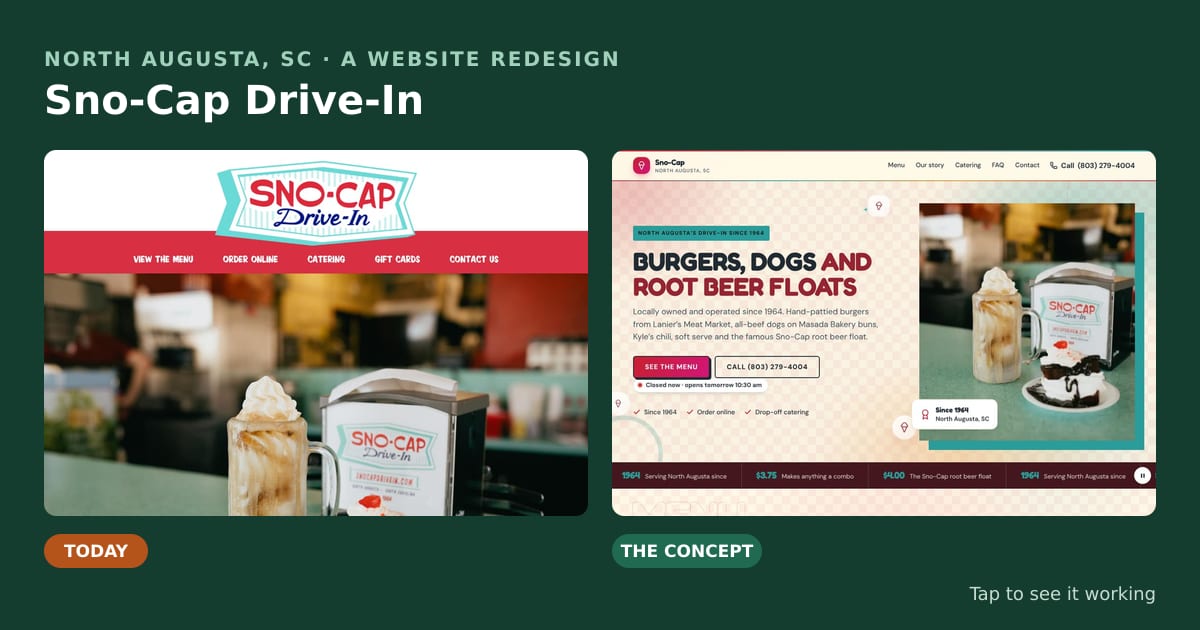 NORTH AUGUSTA, SC · A WEBSITE REDESIGN
Sno-Cap Drive-In
SNO-CAP
Drive-In
VIEW THE MENU
ORDER ONLINE
CATERING
GIFT CARDS
CONTACT US
SNO-CAP
Drive-In
SNOCAPDRIVEIN.COM
TODAY
Sno-Cap
NORTH AUGUSTA, SC
Menu
Our story
Catering
FAQ
Contact
Call (803) 279-4004
NORTH AUGUSTA'S DRIVE-IN SINCE 1964
BURGERS, DOGS AND
ROOT BEER FLOATS
Locally owned and operated since 1964. Hand-pattied burgers
from Lanier's Meat Market, all-beef dogs on Masada Bakery buns,
Kyle's chili, soft serve and the famous Sno-Cap root beer float.
SEE THE MENU
CALL (803) 279-4004
Closed now · opens tomorrow 10:30 am
Since 1964
Order online
Drop-off catering
SNO-CAP
Drive-In
Since 1964
North Augusta, SC
1964 Serving North Augusta since
$3.75 Makes anything a combo
$4.00 The Sno-Cap root beer float
1964 Serving North Augusta since
MENU
THE CONCEPT
Tap to see it working